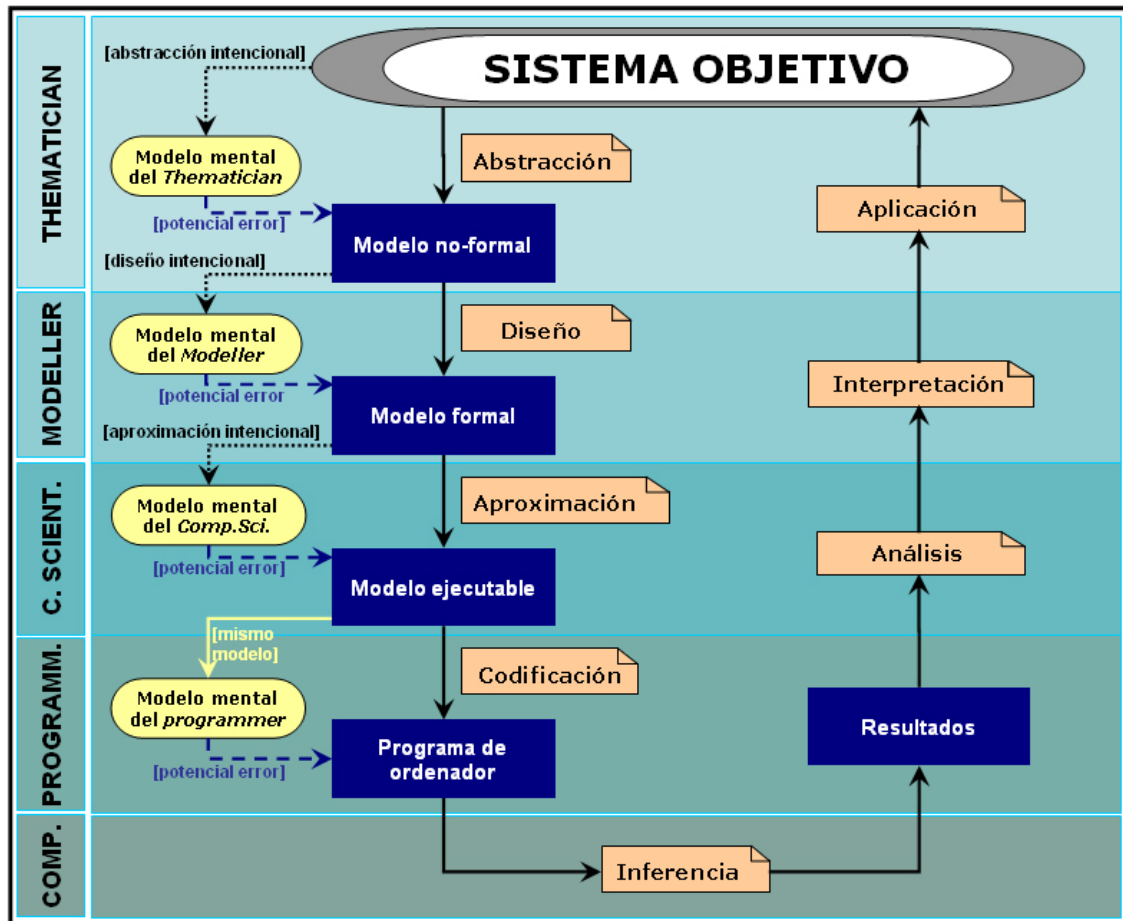 THEMATICIAN
[abstracción intencional]
SISTEMA OBJETIVO
Modelo mental
del Thematician
Abstracción
[potencial error]
Modelo no-formal
Aplicación
[diseño intencional]
MODELLER
Modelo mental
del Modeller
Diseño
[potencial error
Modelo formal
Interpretación
[aproximación intencional]
C. SCIENT.
Modelo mental
del Comp.Sci.
Aproximación
[potencial error]
Modelo ejecutable
Análisis
PROGRAMM.
[mismo
modelo]
Modelo mental
del programmer
Codificación
[potencial error]
Programa de
ordenador
Resultados
COMP.
Inferencia